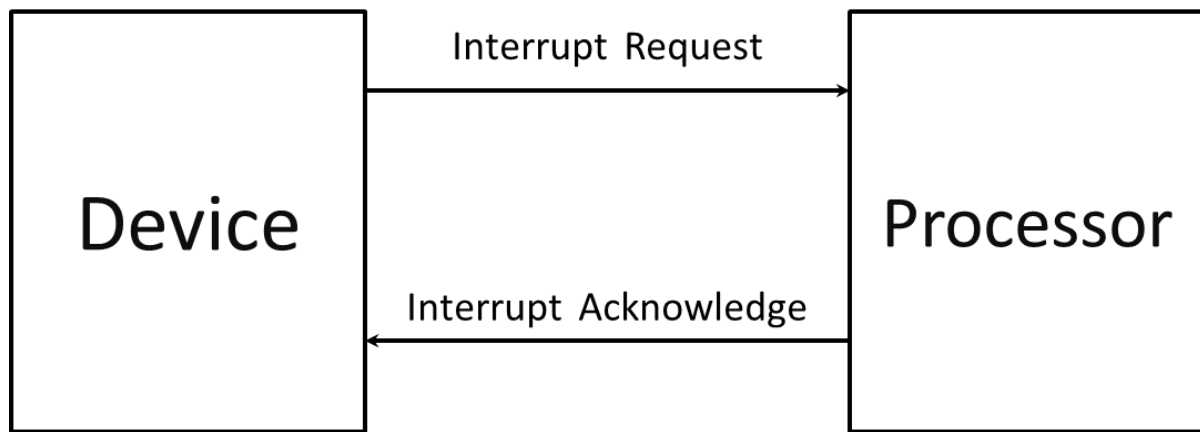 Interrupt Request
Device
Processor
Interrupt Acknowledge